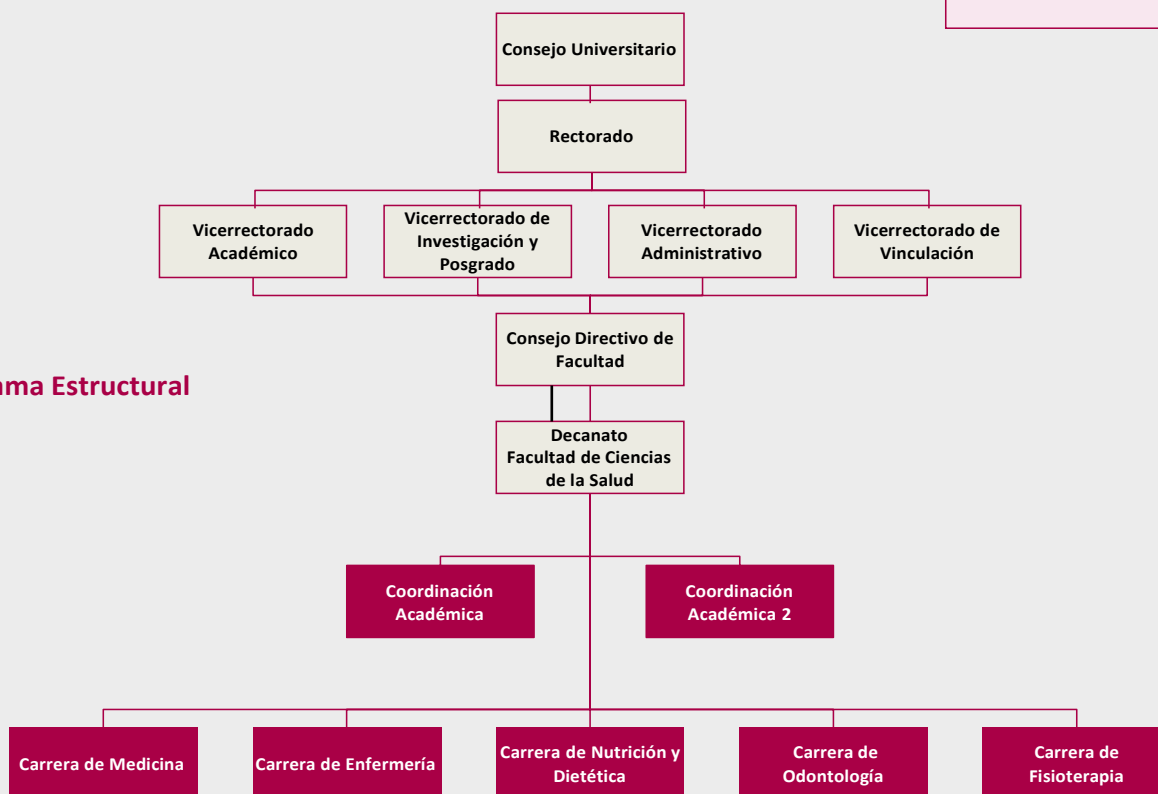 Consejo Universitario
Rectorado
Vicerrectorado
Académico
Vicerrectorado de
Investigación y
Posgrado
Vicerrectorado
Administrativo
Vicerrectorado de
Vinculación
Consejo Directivo de
Facultad
ama Estructural
Decanato
Facultad de Ciencias
de la Salud
Coordinación
Académica
Coordinación
Académica 2
Carrera de Medicina
Carrera de Enfermería
Carrera de Nutrición y
Dietética
Carrera de
Odontología
Carrera de
Fisioterapia